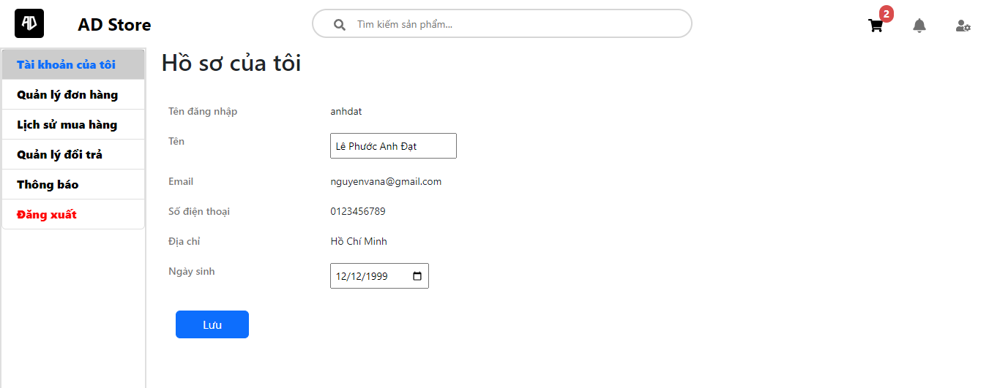 AD
AD Store
Tìm kiếm sản phẩm...
2
Tài khoản của tôi
Quản lý đơn hàng
Lịch sử mua hàng
Quản lý đổi trả
Thông báo
Đăng xuất
Hồ sơ của tôi
Tên đăng nhập anhdat
Tên Lê Phước Anh Đạt
Email nguyenvana@gmail.com
Số điện thoại 0123456789
Địa chỉ Hồ Chí Minh
Ngày sinh 12/12/1999
Lưu